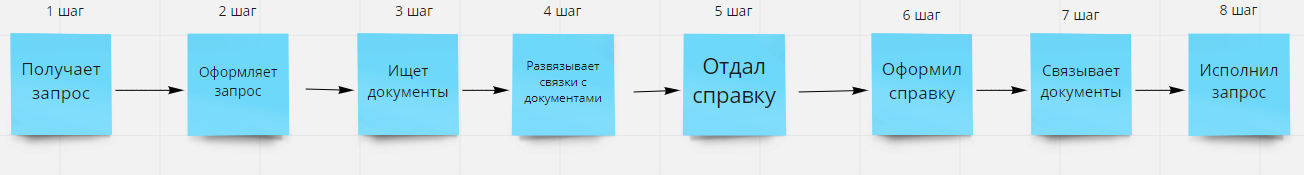 1 шаг
2 шаг
3 шаг
4 шаг
5 шаг
6 шаг
7 шаг
8 шаг
Получает
запрос
Оформляет
запрос
Ищет
документы
Развязывает
связки с
документами
Отдал
справку
Оформил
справку
Связывает
документы
Исполнил
запрос